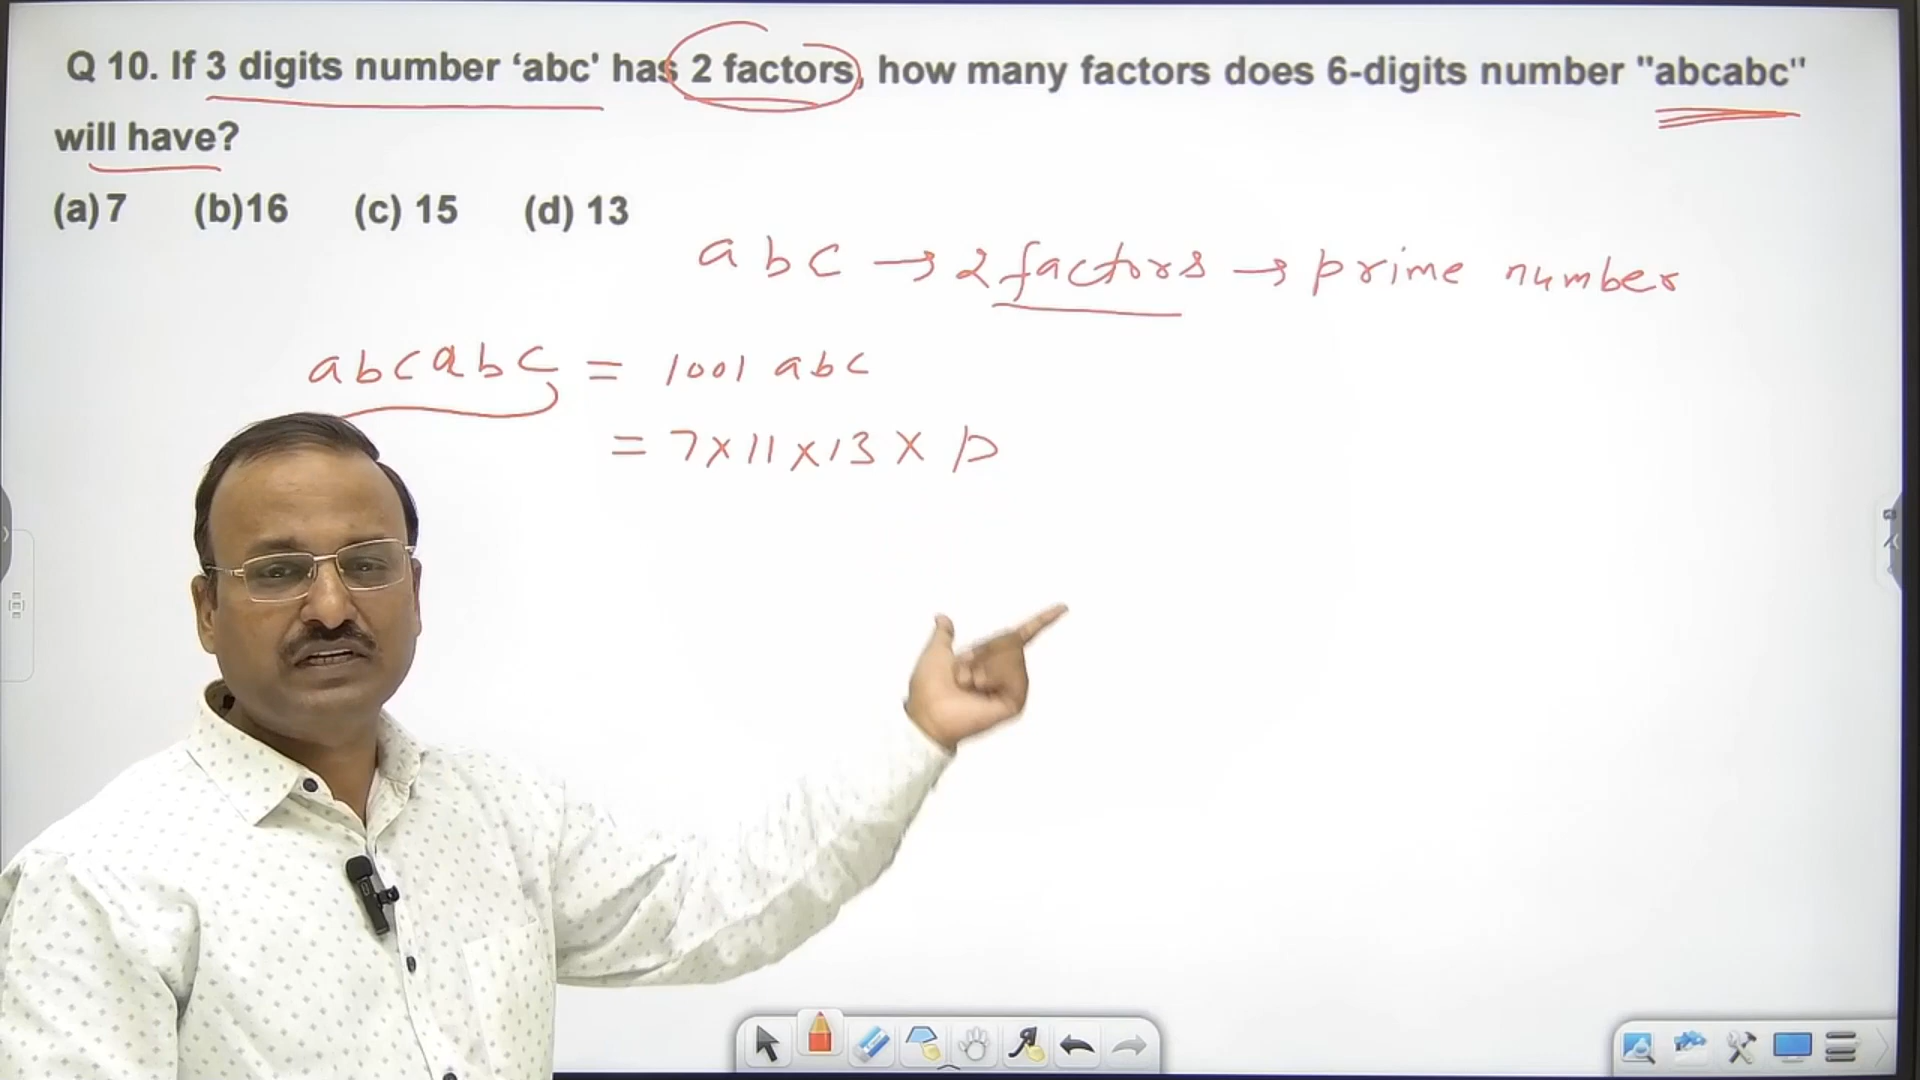 Q 10. If 3 digits number ‘abc' has 2 factors, how many factors does 6-digits number "abcabc"
will have?
(a) 7 (b)16 (c) 15 (d) 13
abc → 2 factors → prime number
abcabc = 1001 abc
= 7×11×13× p